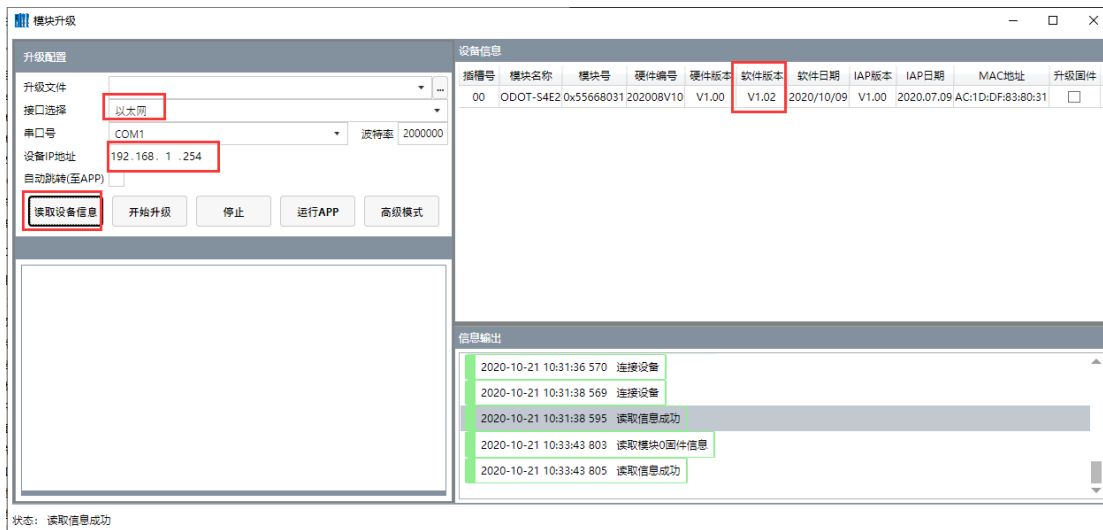 模块升级
升级配置
升级文件
...
接口选择 以太网
串口号 COM1 波特率 2000000
设备IP地址 192.168. 1 .254
自动跳转(至APP)
读取设备信息 开始升级 停止 运行APP 高级模式
设备信息
插槽号 模块名称 模块号 硬件编号 硬件版本 软件版本 软件日期 IAP版本 IAP日期 MAC地址 升级固件
00 ODOT-S4E2 0x55668031 202008V10 V1.00 V1.02 2020/10/09 V1.00 2020.07.09 AC:1D:DF:83:80:31
信息输出
2020-10-21 10:31:36 570 连接设备
2020-10-21 10:31:38 569 连接设备
2020-10-21 10:31:38 595 读取信息成功
2020-10-21 10:33:43 803 读取模块0固件信息
2020-10-21 10:33:43 805 读取信息成功
状态: 读取信息成功